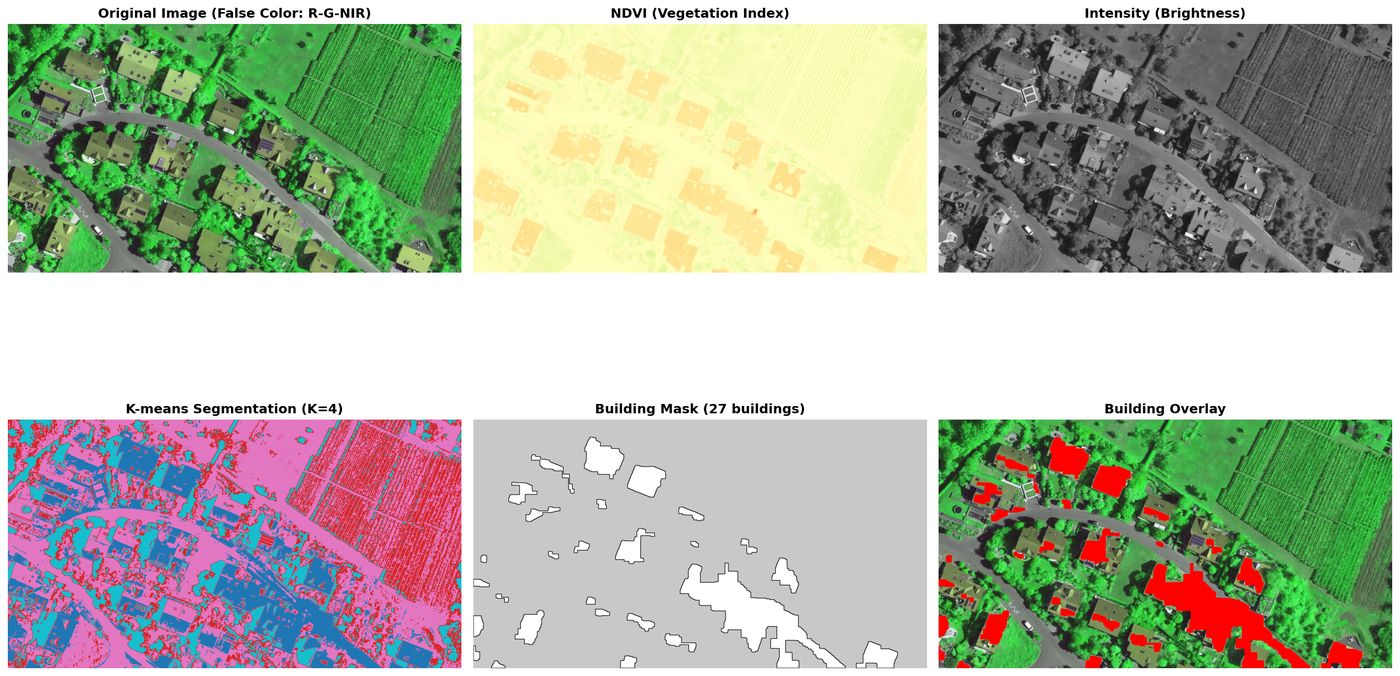 Original Image (False Color: R-G-NIR)
NDVI (Vegetation Index)
Intensity (Brightness)
K-means Segmentation (K=4)
Building Mask (27 buildings)
Building Overlay